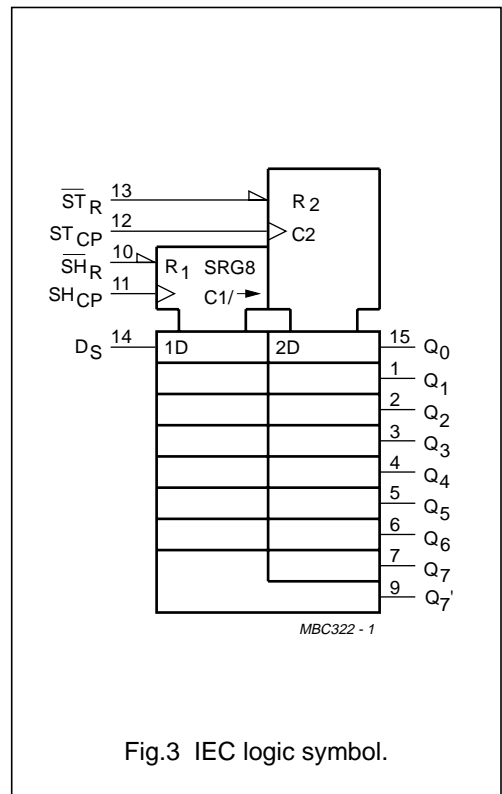 S̅T̅R 13
R2
STCP 12
C2
S̅H̅R 10
R1 SRG8
SHCP 11
C1/
DS 14 1D 2D 15 Q0
1 Q1
2 Q2
3 Q3
4 Q4
5 Q5
6 Q6
7 Q7
9 Q7'
MBC322 - 1
Fig.3 IEC logic symbol.